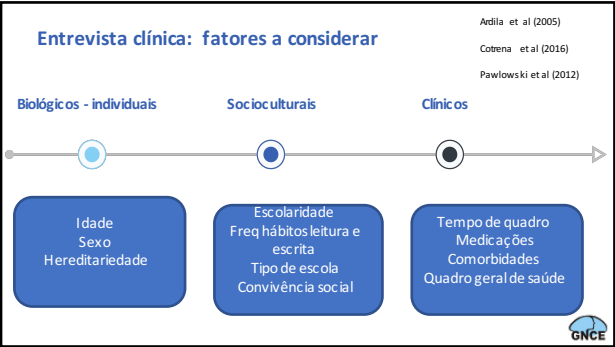 Entrevista clínica: fatores a considerar
Ardila et al (2005)
Cotrena et al (2016)
Pawlowski et al (2012)
Biológicos - individuais
Socioculturais
Clínicos
Idade
Sexo
Hereditariedade
Escolaridade
Freq hábitos leitura e
escrita
Tipo de escola
Convivência social
Tempo de quadro
Medicações
Comorbidades
Quadro geral de saúde
GNCE